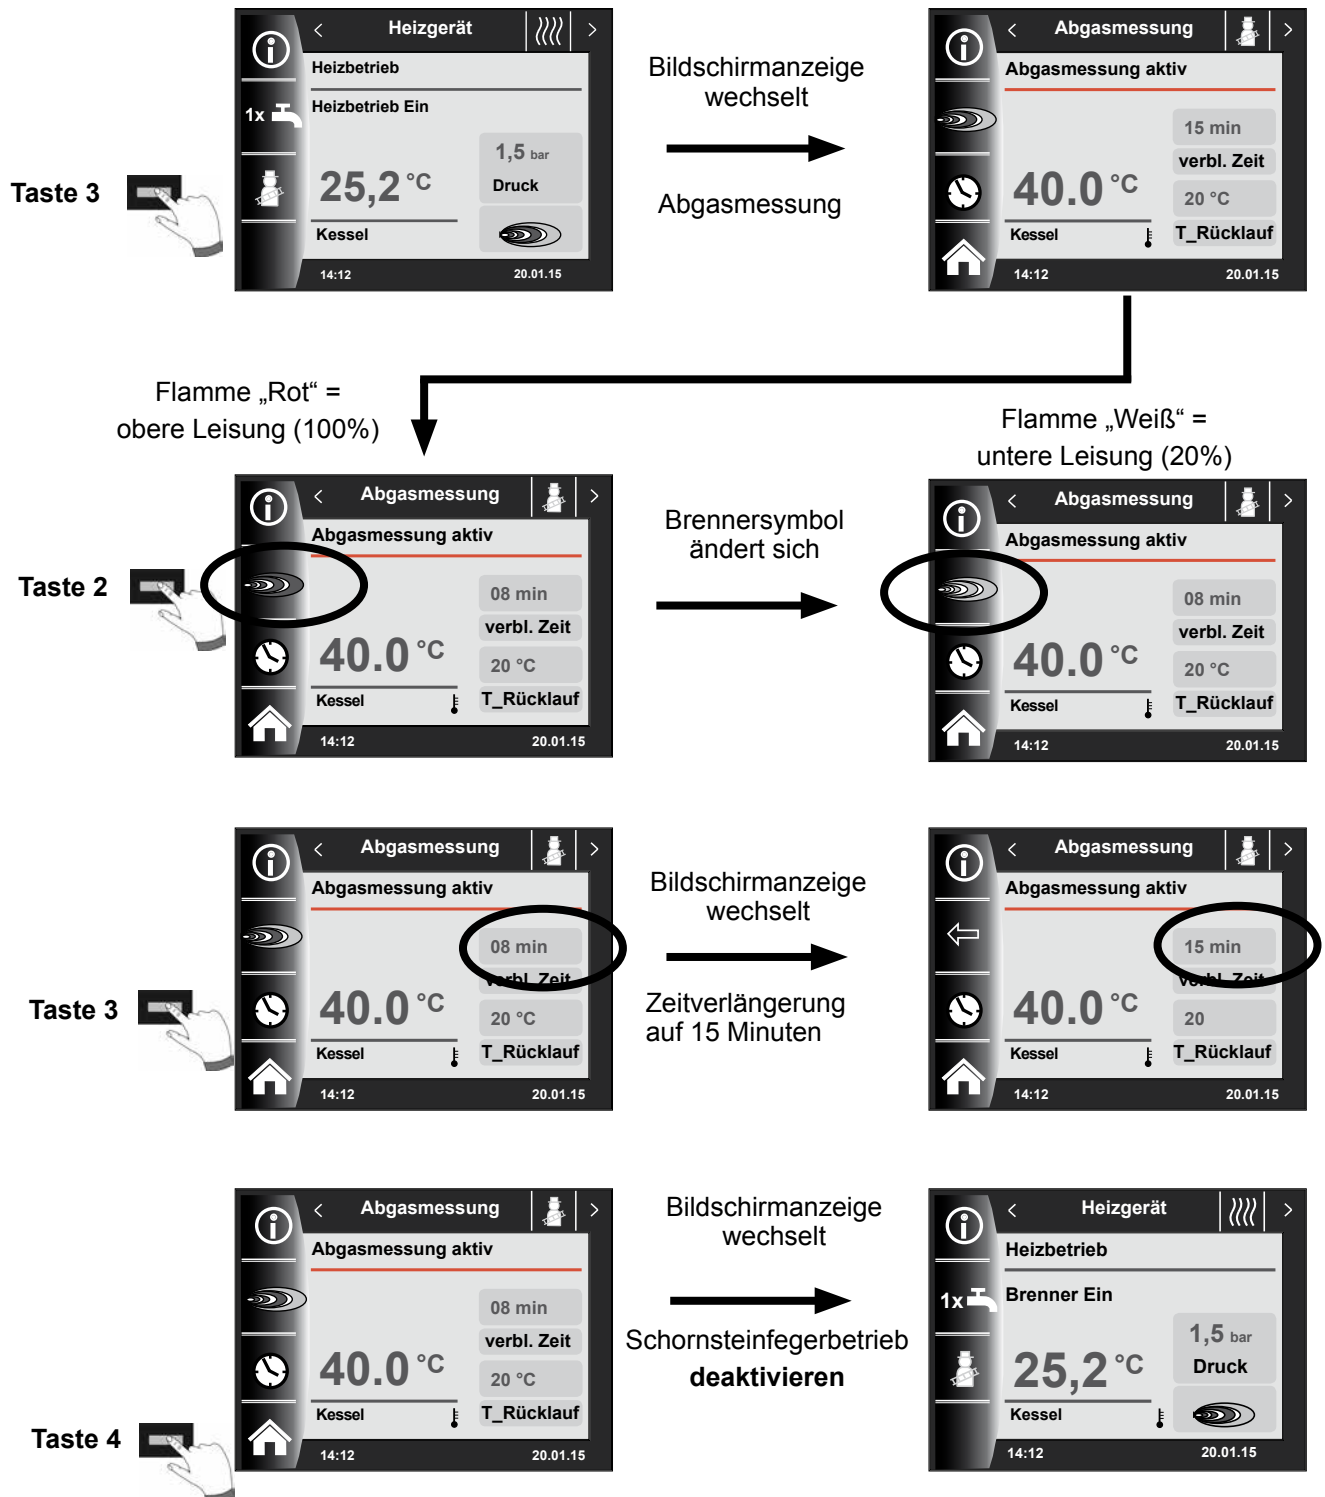 Heizgerät
Heizbetrieb
Heizbetrieb Ein
1x
1,5 bar
25,2 °C
Druck
Kessel
14:12
20.01.15
Taste 3
Bildschirmanzeige
wechselt
Abgasmessung
Abgasmessung
Abgasmessung aktiv
15 min
verbl. Zeit
40.0 °C
20 °C
Kessel
T_Rücklauf
14:12
20.01.15
Flamme „Rot“ =
obere Leisung (100%)
Flamme „Weiß“ =
untere Leisung (20%)
Taste 2
Abgasmessung
Abgasmessung aktiv
08 min
verbl. Zeit
40.0 °C
20 °C
Kessel
T_Rücklauf
14:12
20.01.15
Brennersymbol
ändert sich
Abgasmessung
Abgasmessung aktiv
08 min
verbl. Zeit
40.0 °C
20 °C
Kessel
T_Rücklauf
14:12
20.01.15
Taste 3
Abgasmessung
Abgasmessung aktiv
08 min
verbl. Zeit
40.0 °C
20 °C
Kessel
T_Rücklauf
14:12
20.01.15
Bildschirmanzeige
wechselt
Zeitverlängerung
auf 15 Minuten
Abgasmessung
Abgasmessung aktiv
15 min
verbl. Zeit
40.0 °C
20
Kessel
T_Rücklauf
14:12
20.01.15
Taste 4
Abgasmessung
Abgasmessung aktiv
08 min
verbl. Zeit
40.0 °C
20 °C
Kessel
T_Rücklauf
14:12
20.01.15
Bildschirmanzeige
wechselt
Schornsteinfegerbetrieb
deaktivieren
Heizgerät
Heizbetrieb
Brenner Ein
1x
1,5 bar
25,2 °C
Druck
Kessel
14:12
20.01.15